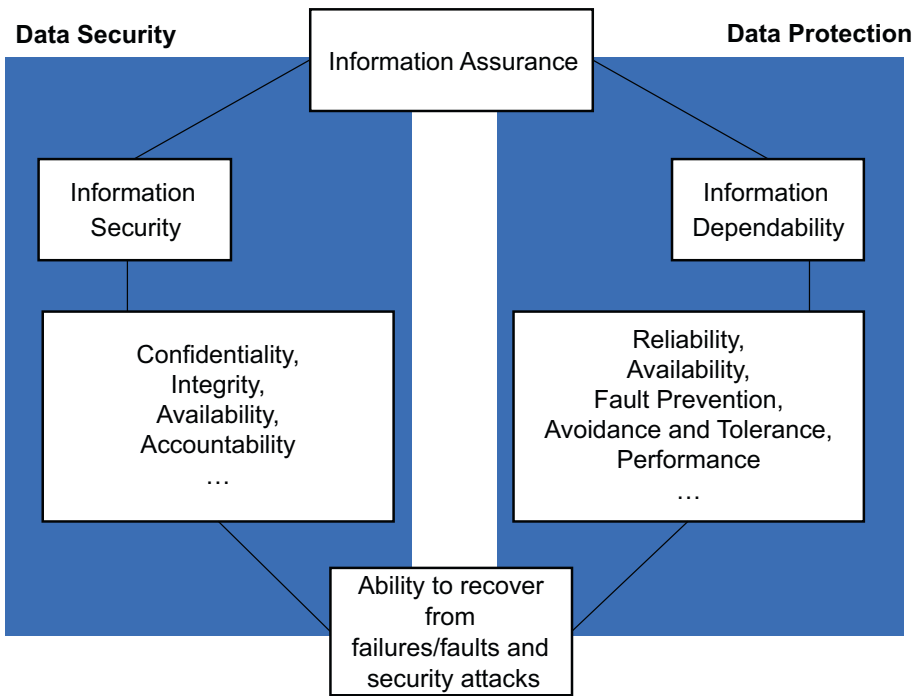 Data Security
Information Assurance
Data Protection
Information
Security
Information
Dependability
Confidentiality,
Integrity,
Availability,
Accountability
…
Reliability,
Availability,
Fault Prevention,
Avoidance and Tolerance,
Performance
…
Ability to recover
from
failures/faults and
security attacks